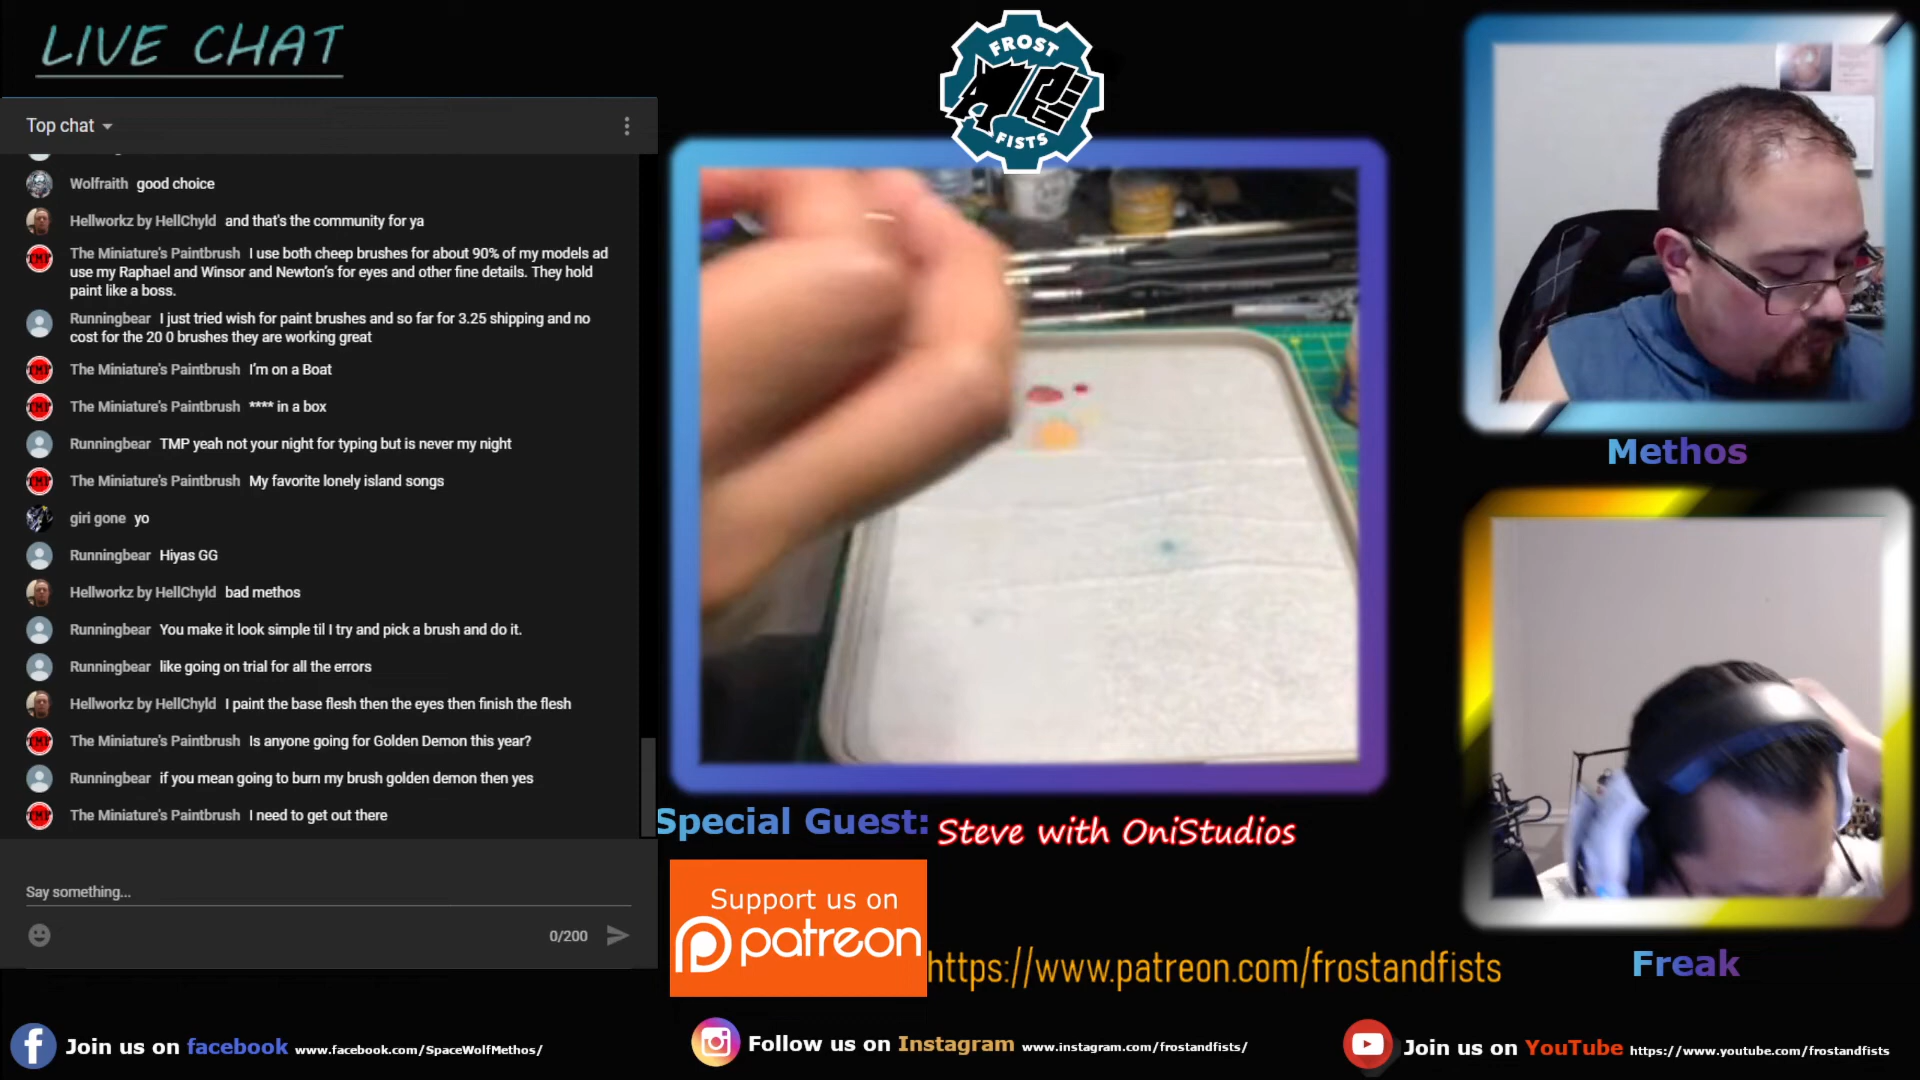 LIVE CHAT
Top chat
Wolfraith good choice
Hellworkz by HellChyld and that's the community for ya
The Miniature's Paintbrush I use both cheep brushes for about 90% of my models ad
use my Raphael and Winsor and Newton's for eyes and other fine details. They hold
paint like a boss.
Runningbear I just tried wish for paint brushes and so far for 3.25 shipping and no
cost for the 20 0 brushes they are working great
The Miniature's Paintbrush I'm on a Boat
The Miniature's Paintbrush **** in a box
Runningbear TMP yeah not your night for typing but is never my night
The Miniature's Paintbrush My favorite lonely island songs
giri gone yo
Runningbear Hiyas GG
Hellworkz by HellChyld bad methos
Runningbear You make it look simple til I try and pick a brush and do it.
Runningbear like going on trial for all the errors
Hellworkz by HellChyld I paint the base flesh then the eyes then finish the flesh
The Miniature's Paintbrush Is anyone going for Golden Demon this year?
Runningbear if you mean going to burn my brush golden demon then yes
The Miniature's Paintbrush I need to get out there
Say something...
0/200
FROST
FISTS
Methos
Special Guest: Steve with OniStudios
Support us on
patreon
https://www.patreon.com/frostandfists
Freak
Join us on facebook www.facebook.com/SpaceWolfMethos/
Follow us on Instagram www.instagram.com/frostandfists/
Join us on YouTube https://www.youtube.com/frostandfists